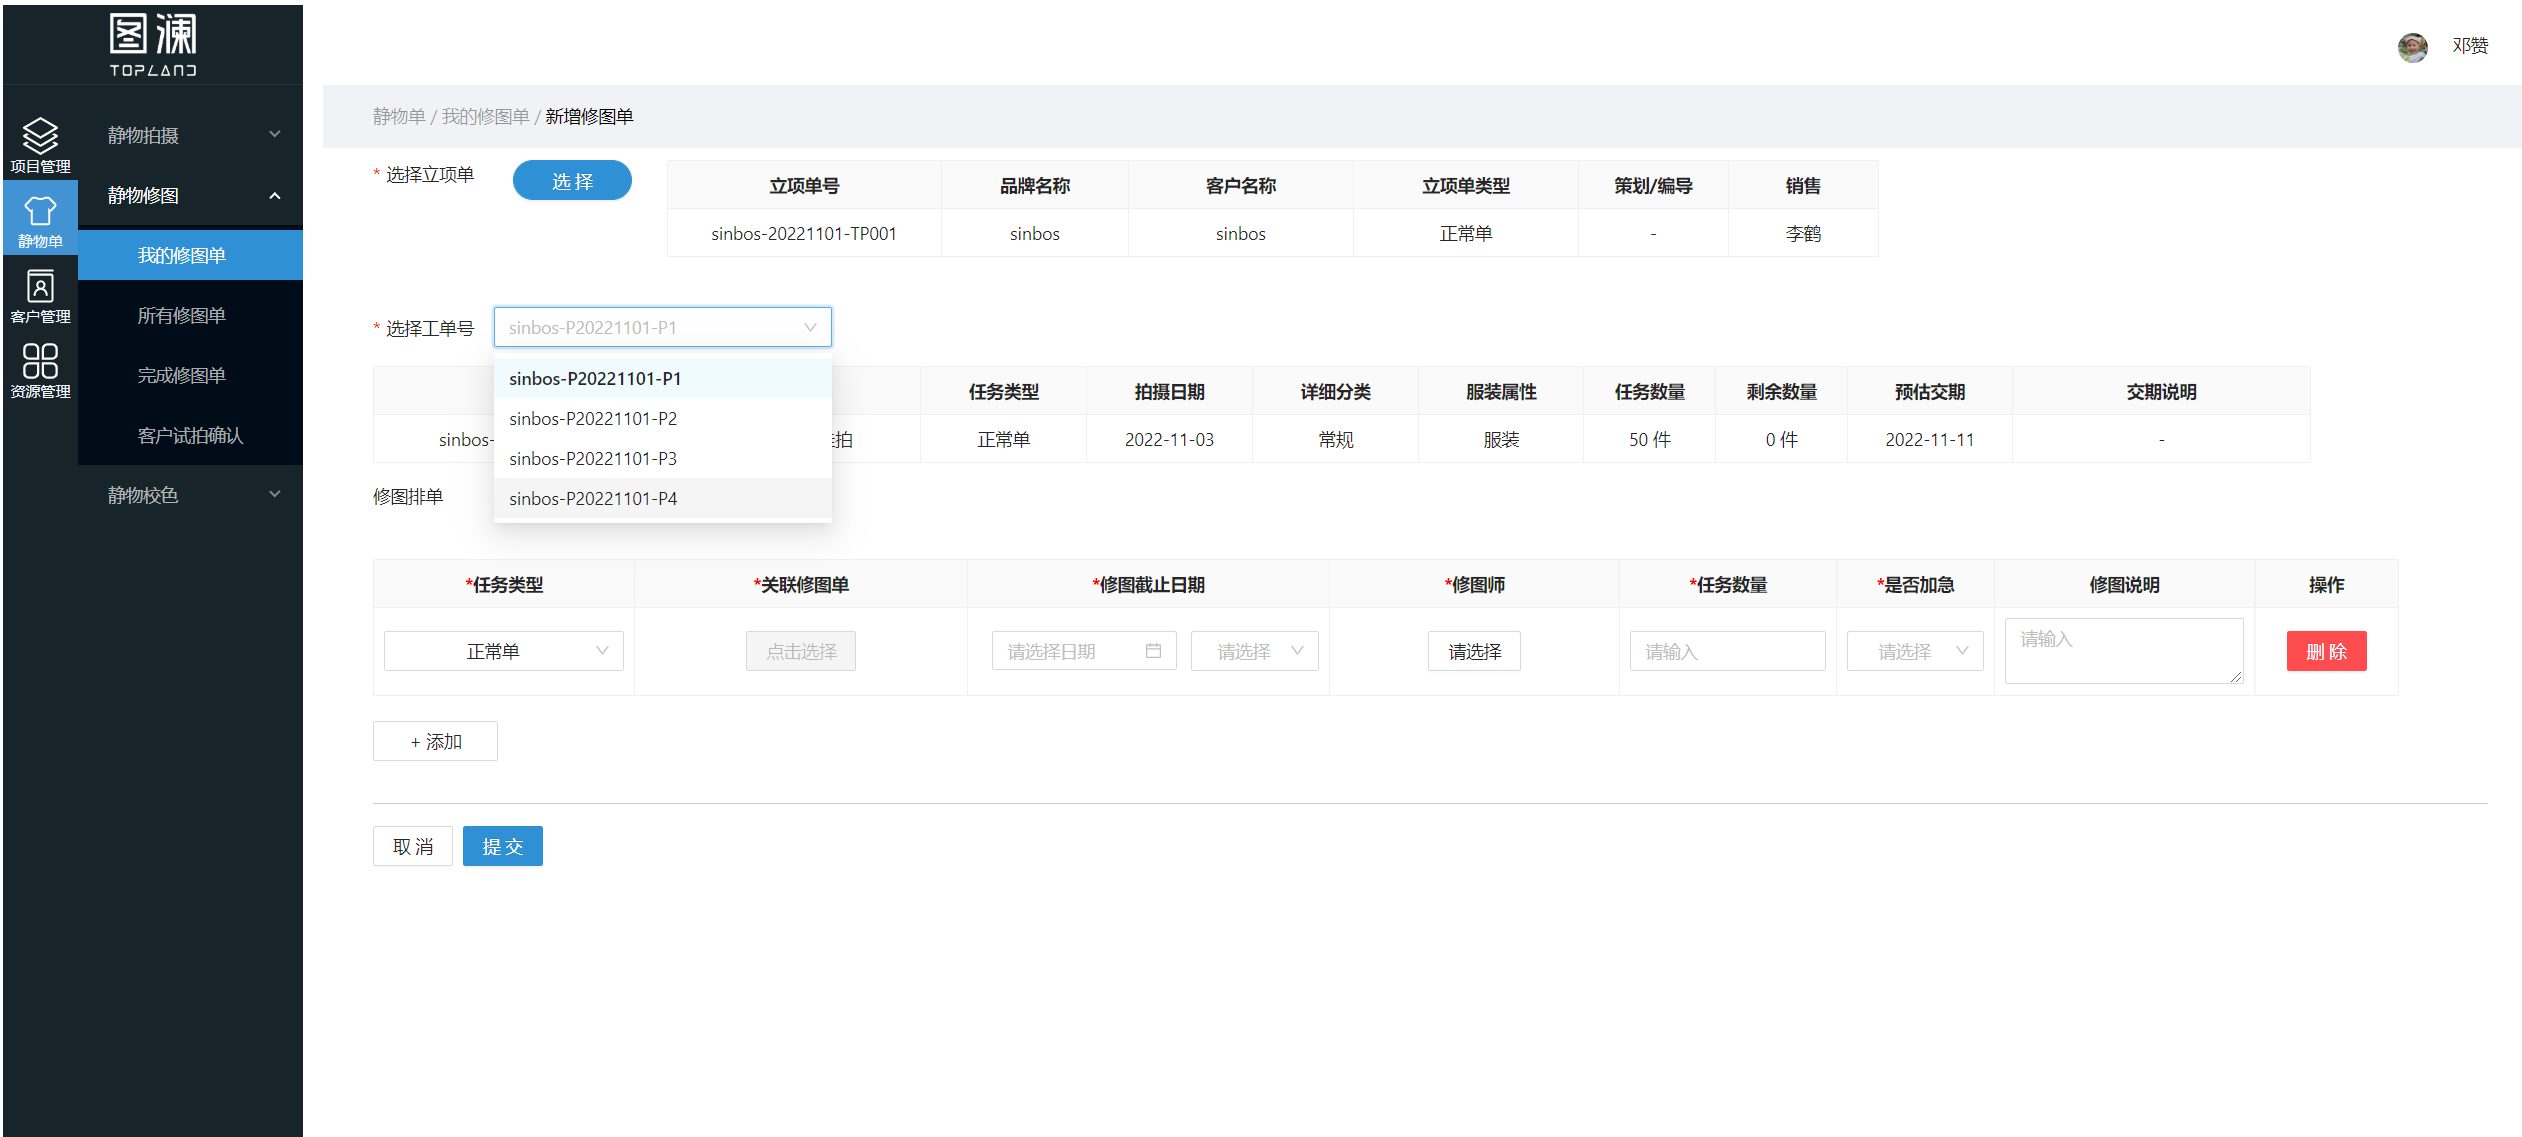 图澜
TOPLAND
邓赞
项目管理
静物单
客户管理
资源管理
静物拍摄
静物修图
我的修图单
所有修图单
完成修图单
客户试拍确认
静物校色
静物单 / 我的修图单 / 新增修图单
* 选择立项单 选 择
立项单号 品牌名称 客户名称 立项单类型 策划/编导 销售
sinbos-20221101-TP001 sinbos sinbos 正常单 - 李鹤
* 选择工单号 sinbos-P20221101-P1
sinbos-P20221101-P1
sinbos-P20221101-P2
sinbos-P20221101-P3
sinbos-P20221101-P4
任务类型 拍摄日期 详细分类 服装属性 任务数量 剩余数量 预估交期 交期说明
sinbos- 拍 正常单 2022-11-03 常规 服装 50 件 0 件 2022-11-11 -
修图排单
*任务类型 *关联修图单 *修图截止日期 *修图师 *任务数量 *是否加急 修图说明 操作
正常单 点击选择 请选择日期 请选择 请选择 请输入 请选择 请输入 删 除
+ 添加
取 消 提 交